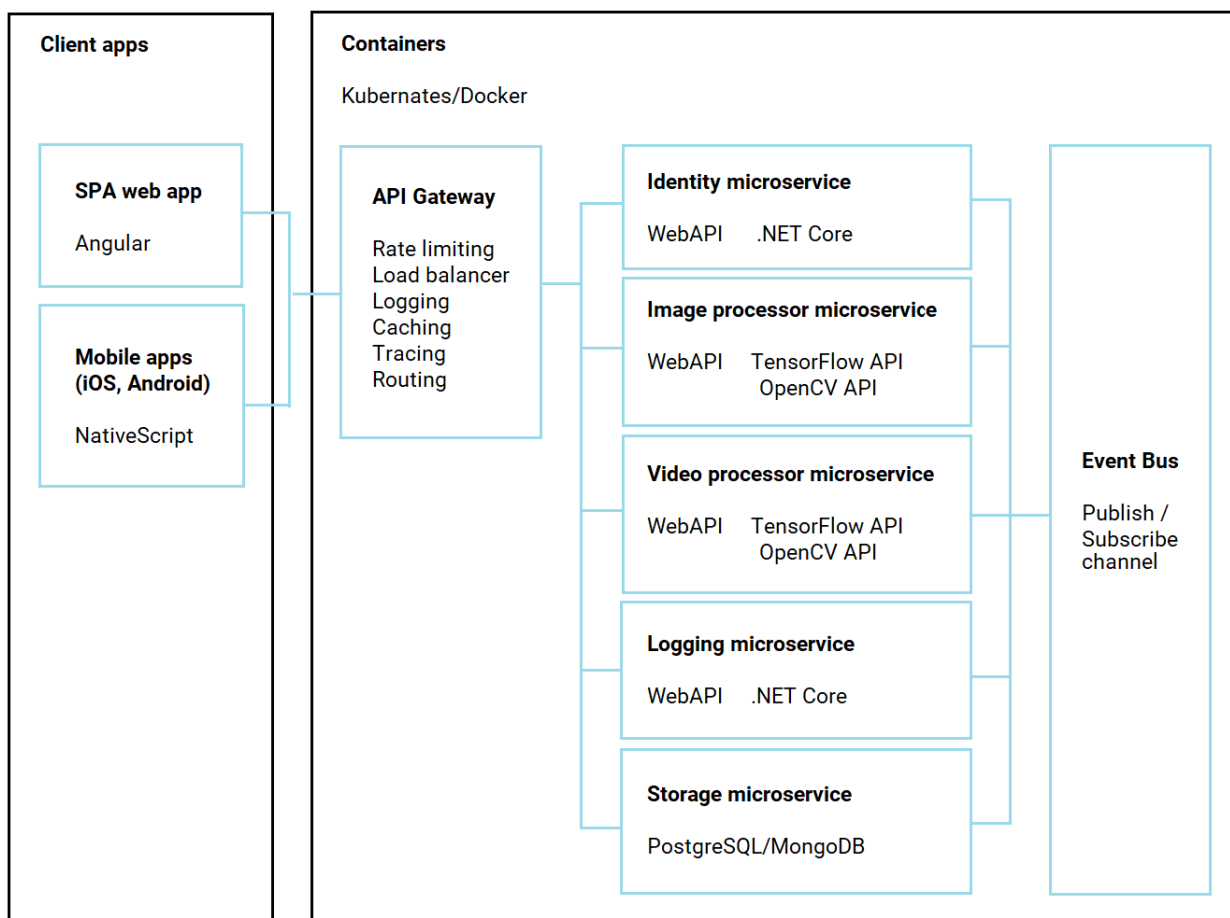 Client apps
SPA web app
Angular
Mobile apps
(iOS, Android)
NativeScript
Containers
Kubernates/Docker
API Gateway
Rate limiting
Load balancer
Logging
Caching
Tracing
Routing
Identity microservice
WebAPI .NET Core
Image processor microservice
WebAPI TensorFlow API
OpenCV API
Video processor microservice
WebAPI TensorFlow API
OpenCV API
Logging microservice
WebAPI .NET Core
Storage microservice
PostgreSQL/MongoDB
Event Bus
Publish /
Subscribe
channel